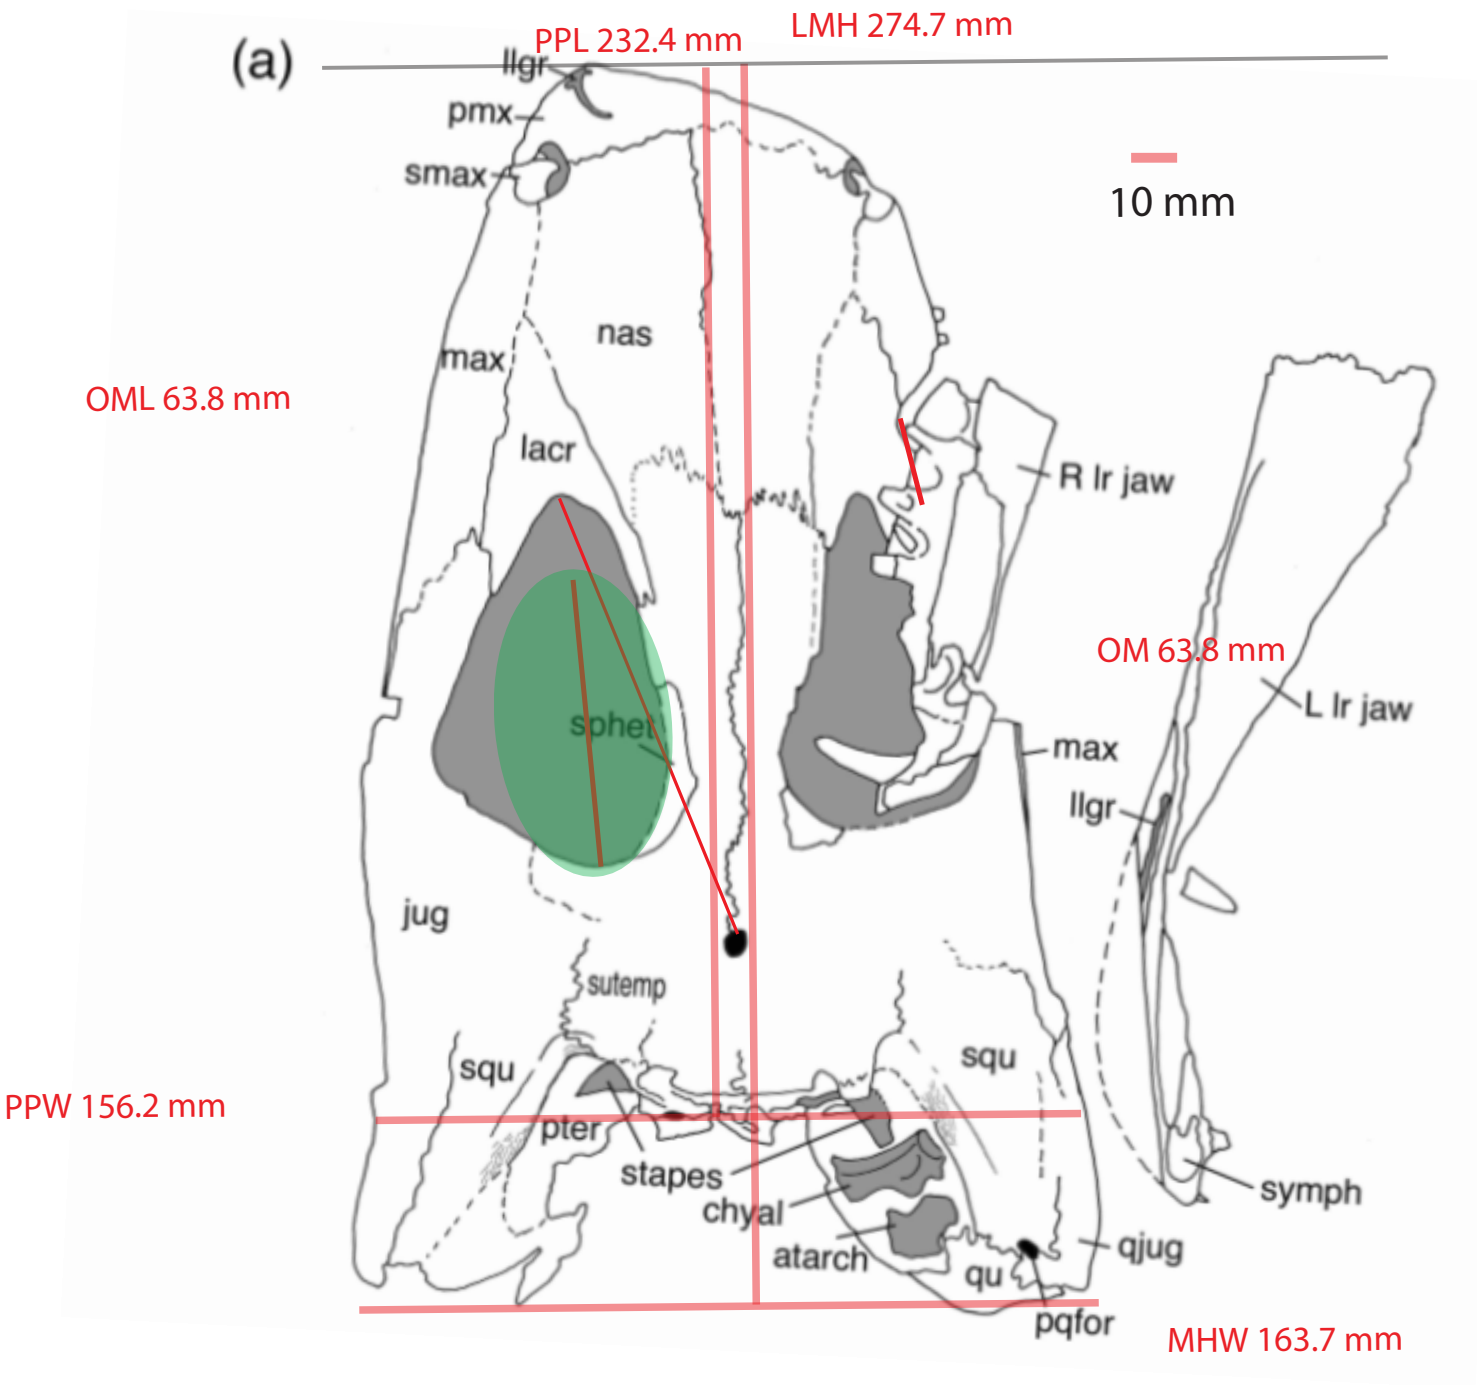 (a)
PPL 232.4 mm
LMH 274.7 mm
llgr
pmx
smax
10 mm
max
nas
OML 63.8 mm
lacr
R lr jaw
OM 63.8 mm
sphet
L lr jaw
max
llgr
jug
sutemp
squ
squ
PPW 156.2 mm
pter
stapes
chyal
symph
atarch
qu
qjug
pqfor
MHW 163.7 mm